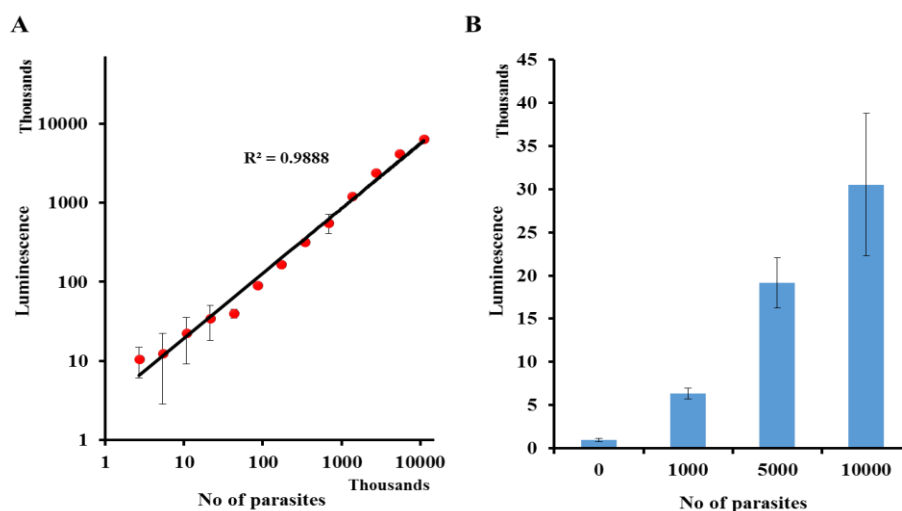 A
Thousands
Luminescence
10000
1000
100
10
1
R² = 0.9888
1 10 100 1000 10000
Thousands
No of parasites
B
Thousands
Luminescence
45
40
35
30
25
20
15
10
5
0
0 1000 5000 10000
No of parasites